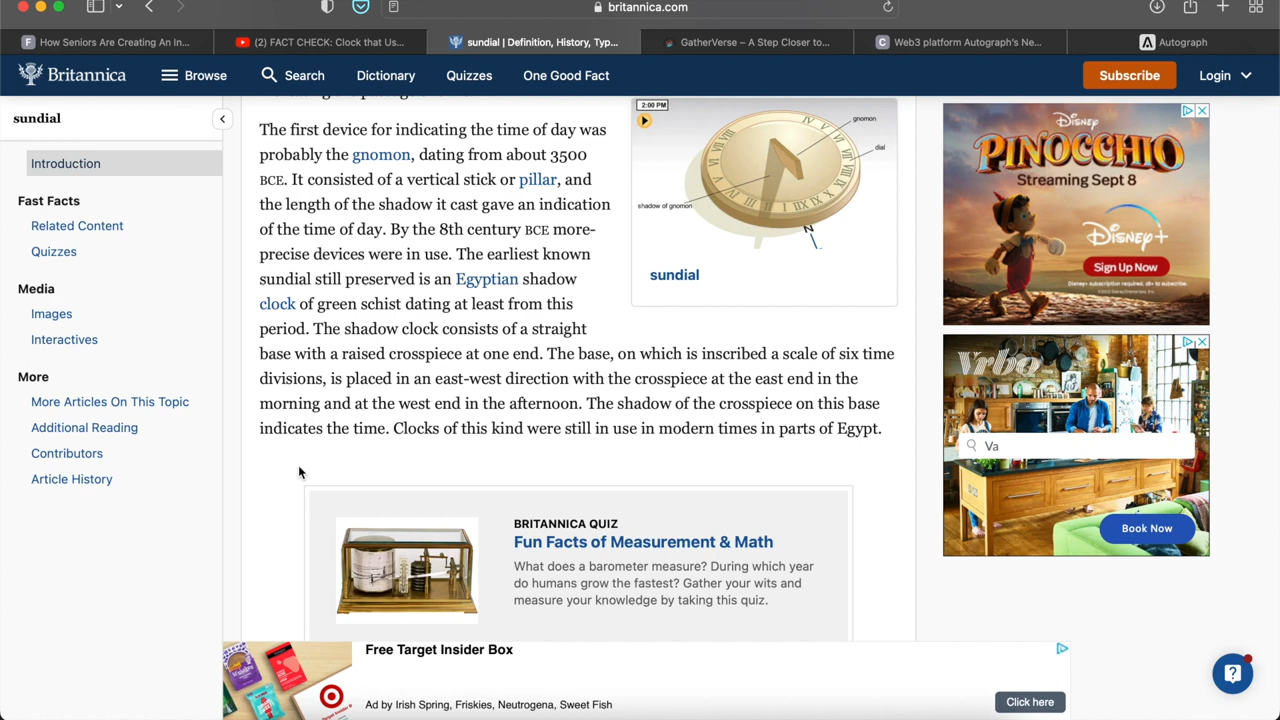 britannica.com
How Seniors Are Creating An In...
(2) FACT CHECK: Clock that Us...
sundial | Definition, History, Typ...
GatherVerse – A Step Closer to...
Web3 platform Autograph's Ne...
Autograph
Britannica
Browse
Search
Dictionary
Quizzes
One Good Fact
Subscribe
Login
sundial
Introduction
Fast Facts
Related Content
Quizzes
Media
Images
Interactives
More
More Articles On This Topic
Additional Reading
Contributors
Article History
The first device for indicating the time of day was
probably the gnomon, dating from about 3500
BCE. It consisted of a vertical stick or pillar, and
the length of the shadow it cast gave an indication
of the time of day. By the 8th century BCE more-
precise devices were in use. The earliest known
sundial still preserved is an Egyptian shadow
clock of green schist dating at least from this
period. The shadow clock consists of a straight
base with a raised crosspiece at one end. The base, on which is inscribed a scale of six time
divisions, is placed in an east-west direction with the crosspiece at the east end in the
morning and at the west end in the afternoon. The shadow of the crosspiece on this base
indicates the time. Clocks of this kind were still in use in modern times in parts of Egypt.
2:00 PM
gnomon
dial
shadow of gnomon
N
sundial
BRITANNICA QUIZ
Fun Facts of Measurement & Math
What does a barometer measure? During which year
do humans grow the fastest? Gather your wits and
measure your knowledge by taking this quiz.
Disney
PINOCCHIO
Streaming Sept 8
Disney+
Sign Up Now
Vrbo
Va
Book Now
Free Target Insider Box
Ad by Irish Spring, Friskies, Neutrogena, Sweet Fish
Click here